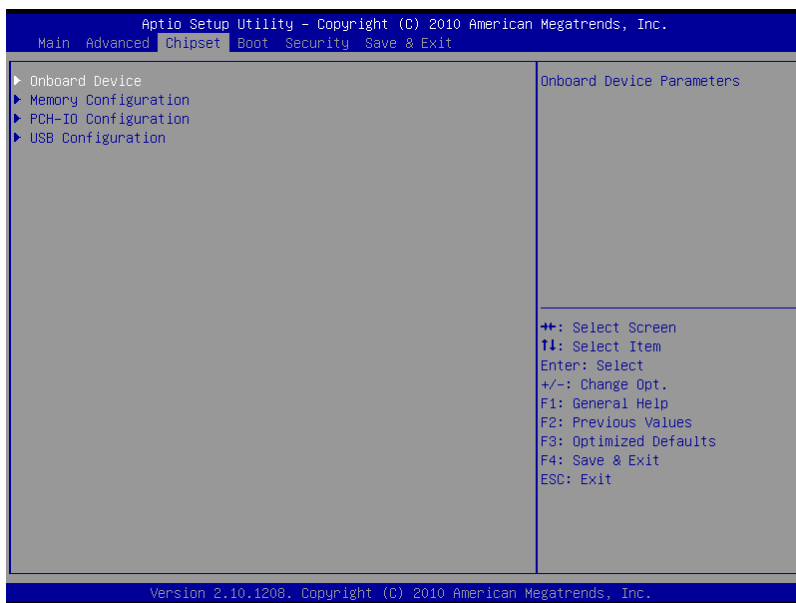 Aptio Setup Utility – Copyright (C) 2010 American Megatrends, Inc.
Main Advanced Chipset Boot Security Save & Exit
Onboard Device
Memory Configuration
PCH-IO Configuration
USB Configuration
Onboard Device Parameters
→←: Select Screen
↑↓: Select Item
Enter: Select
+/-: Change Opt.
F1: General Help
F2: Previous Values
F3: Optimized Defaults
F4: Save & Exit
ESC: Exit
Version 2.10.1208. Copyright (C) 2010 American Megatrends, Inc.